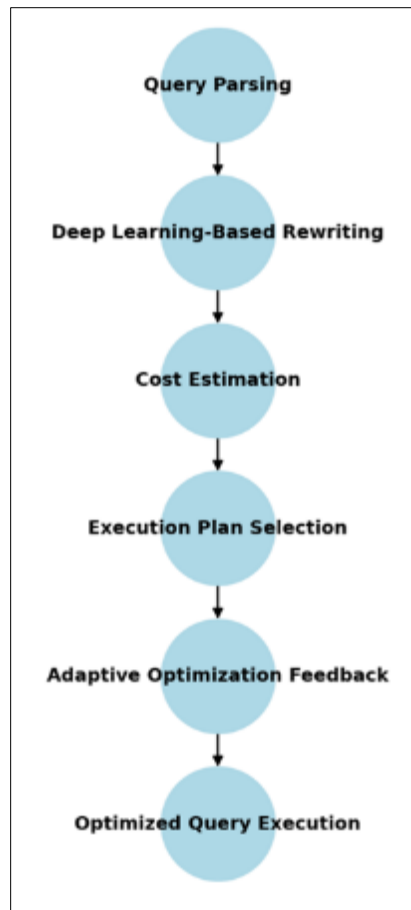 Query Parsing
Deep Learning-Based Rewriting
Cost Estimation
Execution Plan Selection
Adaptive Optimization Feedback
Optimized Query Execution